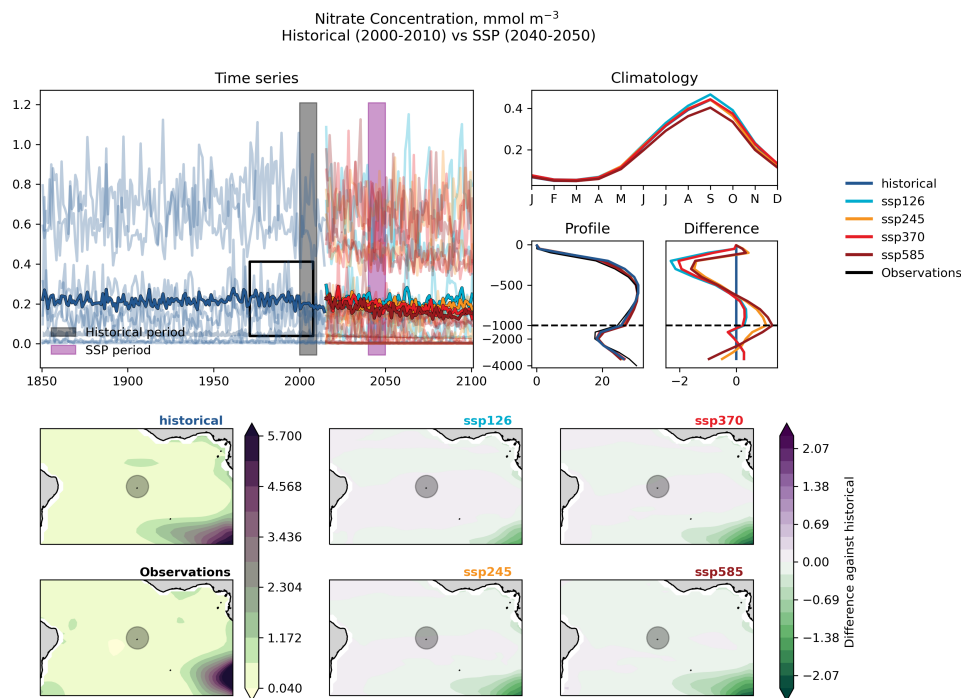 Nitrate Concentration, mmol m−3
Historical (2000-2010) vs SSP (2040-2050)
Time series
1.2
1.0
0.8
0.6
0.4
0.2
0.0
Historical period
SSP period
1850
1900
1950
2000
2050
2100
Climatology
0.4
0.2
J F M A M J J A S O N D
Profile
0
−500
−1000
−2000
−4000
0
20
Difference
−2
0
historical
ssp126
ssp245
ssp370
ssp585
Observations
historical
5.700
4.568
3.436
2.304
1.172
0.040
Observations
ssp126
ssp370
ssp245
ssp585
2.07
1.38
0.69
0.00
−0.69
−1.38
−2.07
Difference against historical